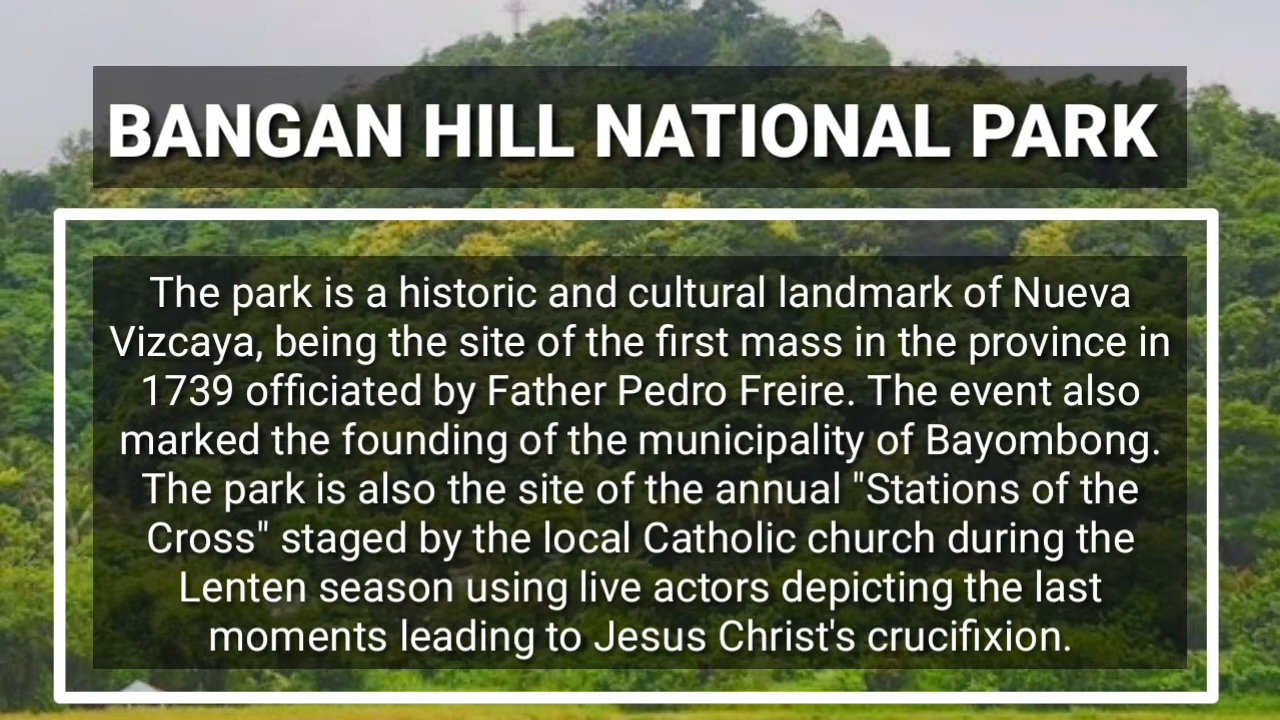 BANGAN HILL NATIONAL PARK
The park is a historic and cultural landmark of Nueva
Vizcaya, being the site of the first mass in the province in
1739 officiated by Father Pedro Freire. The event also
marked the founding of the municipality of Bayombong.
The park is also the site of the annual "Stations of the
Cross" staged by the local Catholic church during the
Lenten season using live actors depicting the last
moments leading to Jesus Christ's crucifixion.